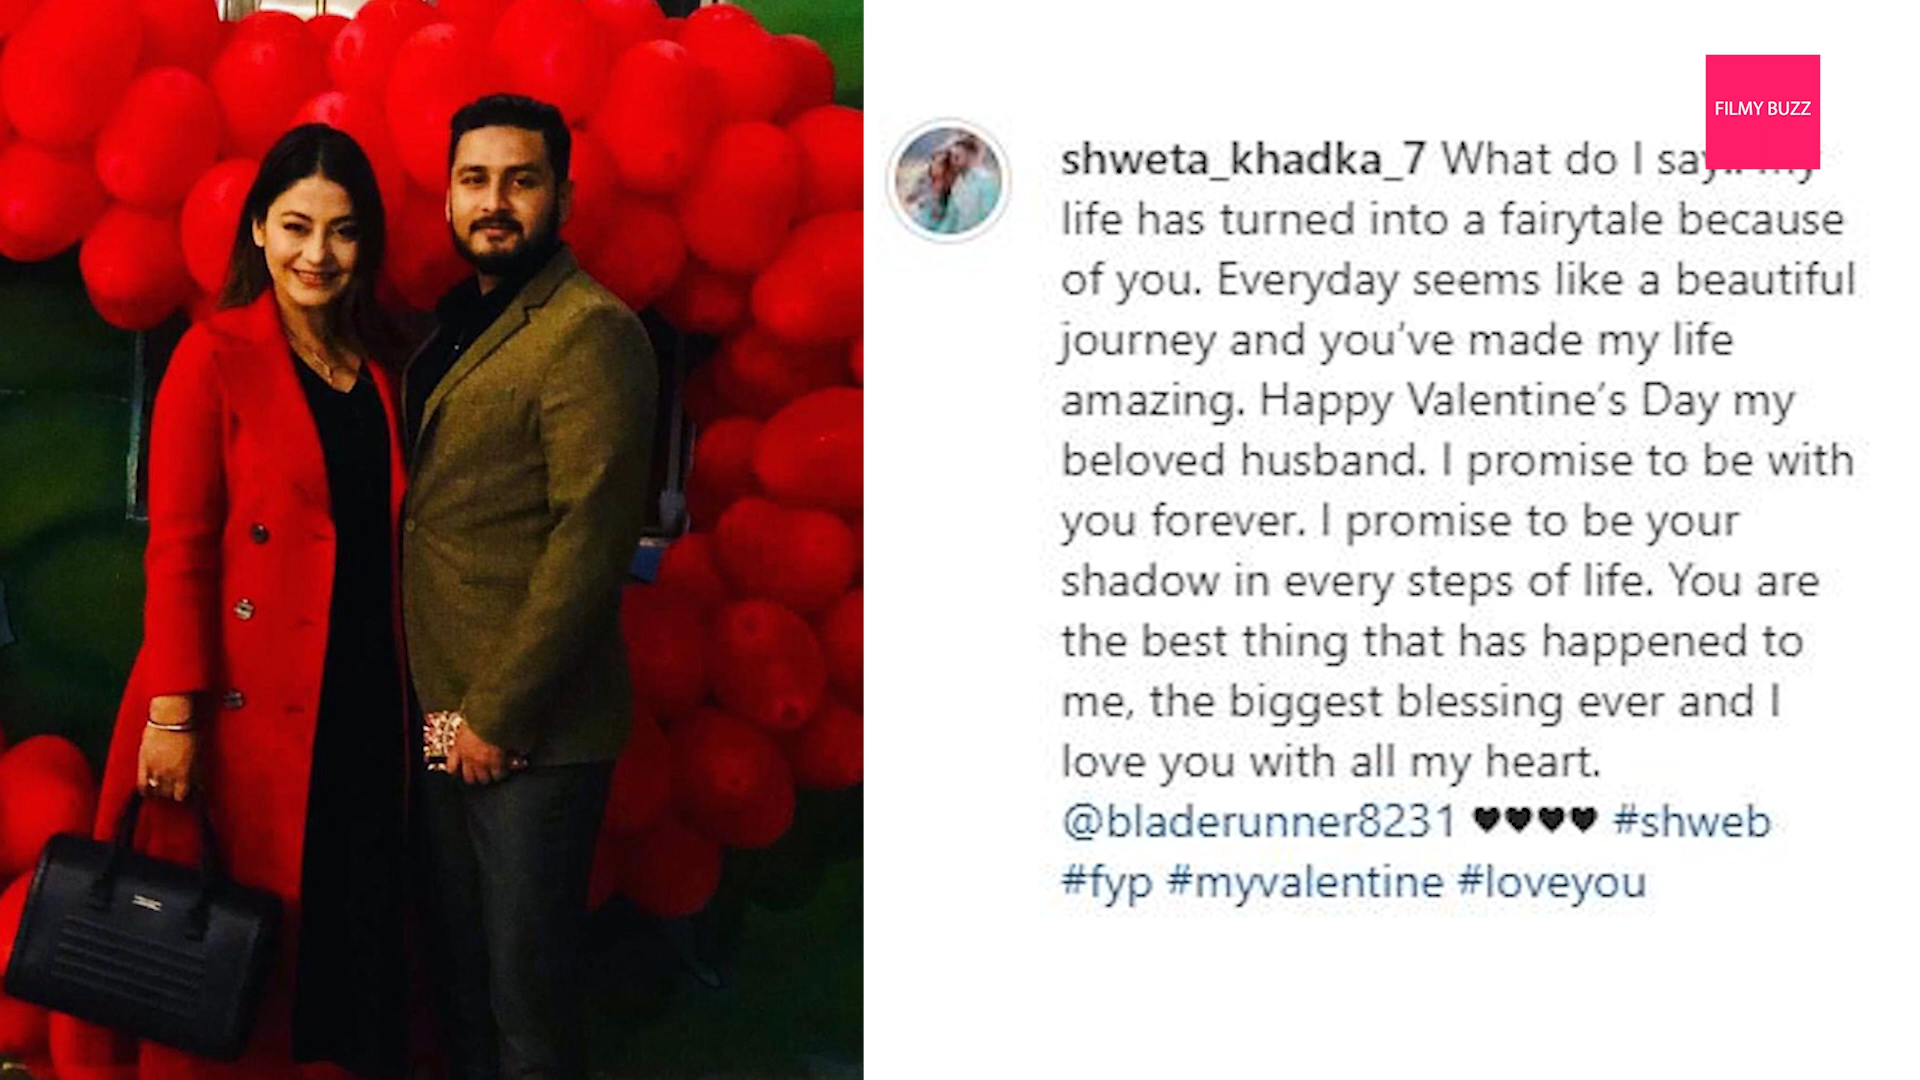 FILMY BUZZ
shweta_khadka_7 What do I say.. my
life has turned into a fairytale because
of you. Everyday seems like a beautiful
journey and you've made my life
amazing. Happy Valentine's Day my
beloved husband. I promise to be with
you forever. I promise to be your
shadow in every steps of life. You are
the best thing that has happened to
me, the biggest blessing ever and I
love you with all my heart.
@bladerunner8231 ♥♥♥♥ #shweb
#fyp #myvalentine #loveyou